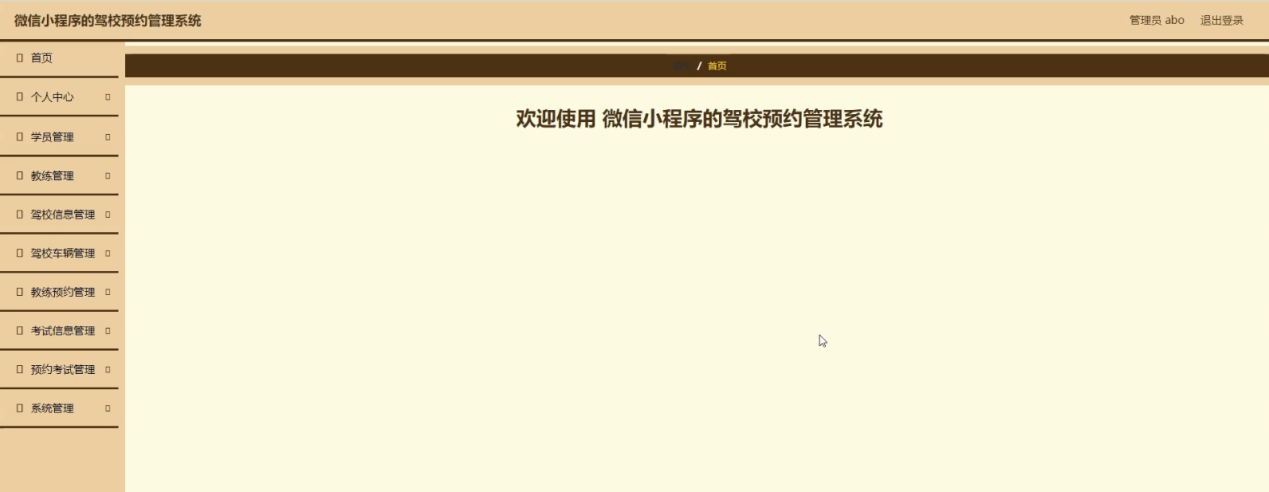 微信小程序的驾校预约管理系统
管理员 abo 退出登录
首页
/ 首页
个人中心
欢迎使用 微信小程序的驾校预约管理系统
学员管理
教练管理
驾校信息管理
驾校车辆管理
教练预约管理
考试信息管理
预约考试管理
系统管理